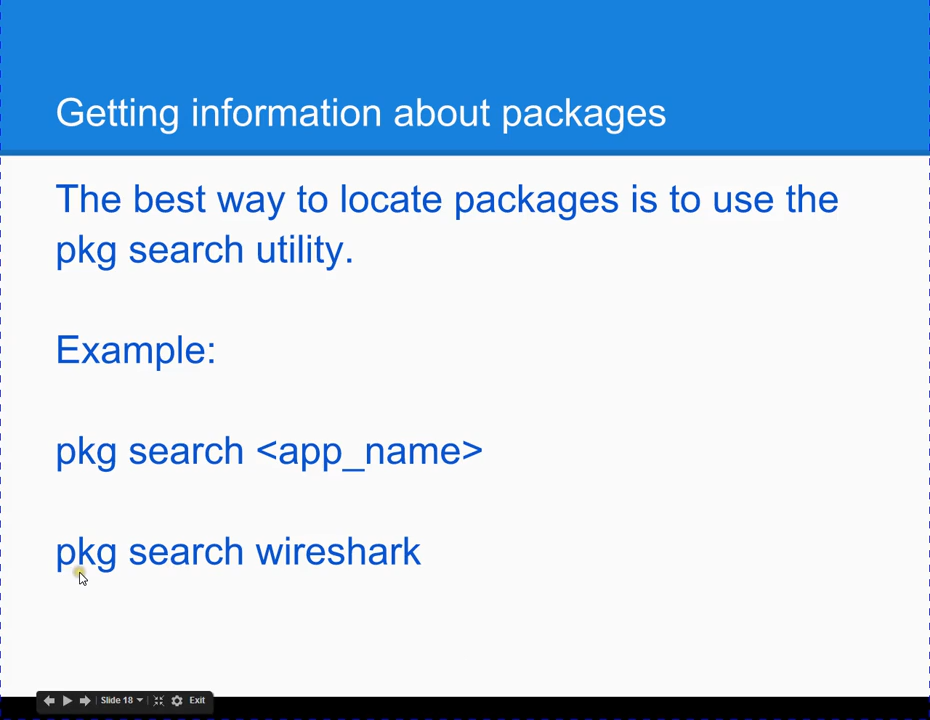 Getting information about packages
The best way to locate packages is to use the
pkg search utility.
Example:
pkg search <app_name>
pkg search wireshark
Slide 18
Exit